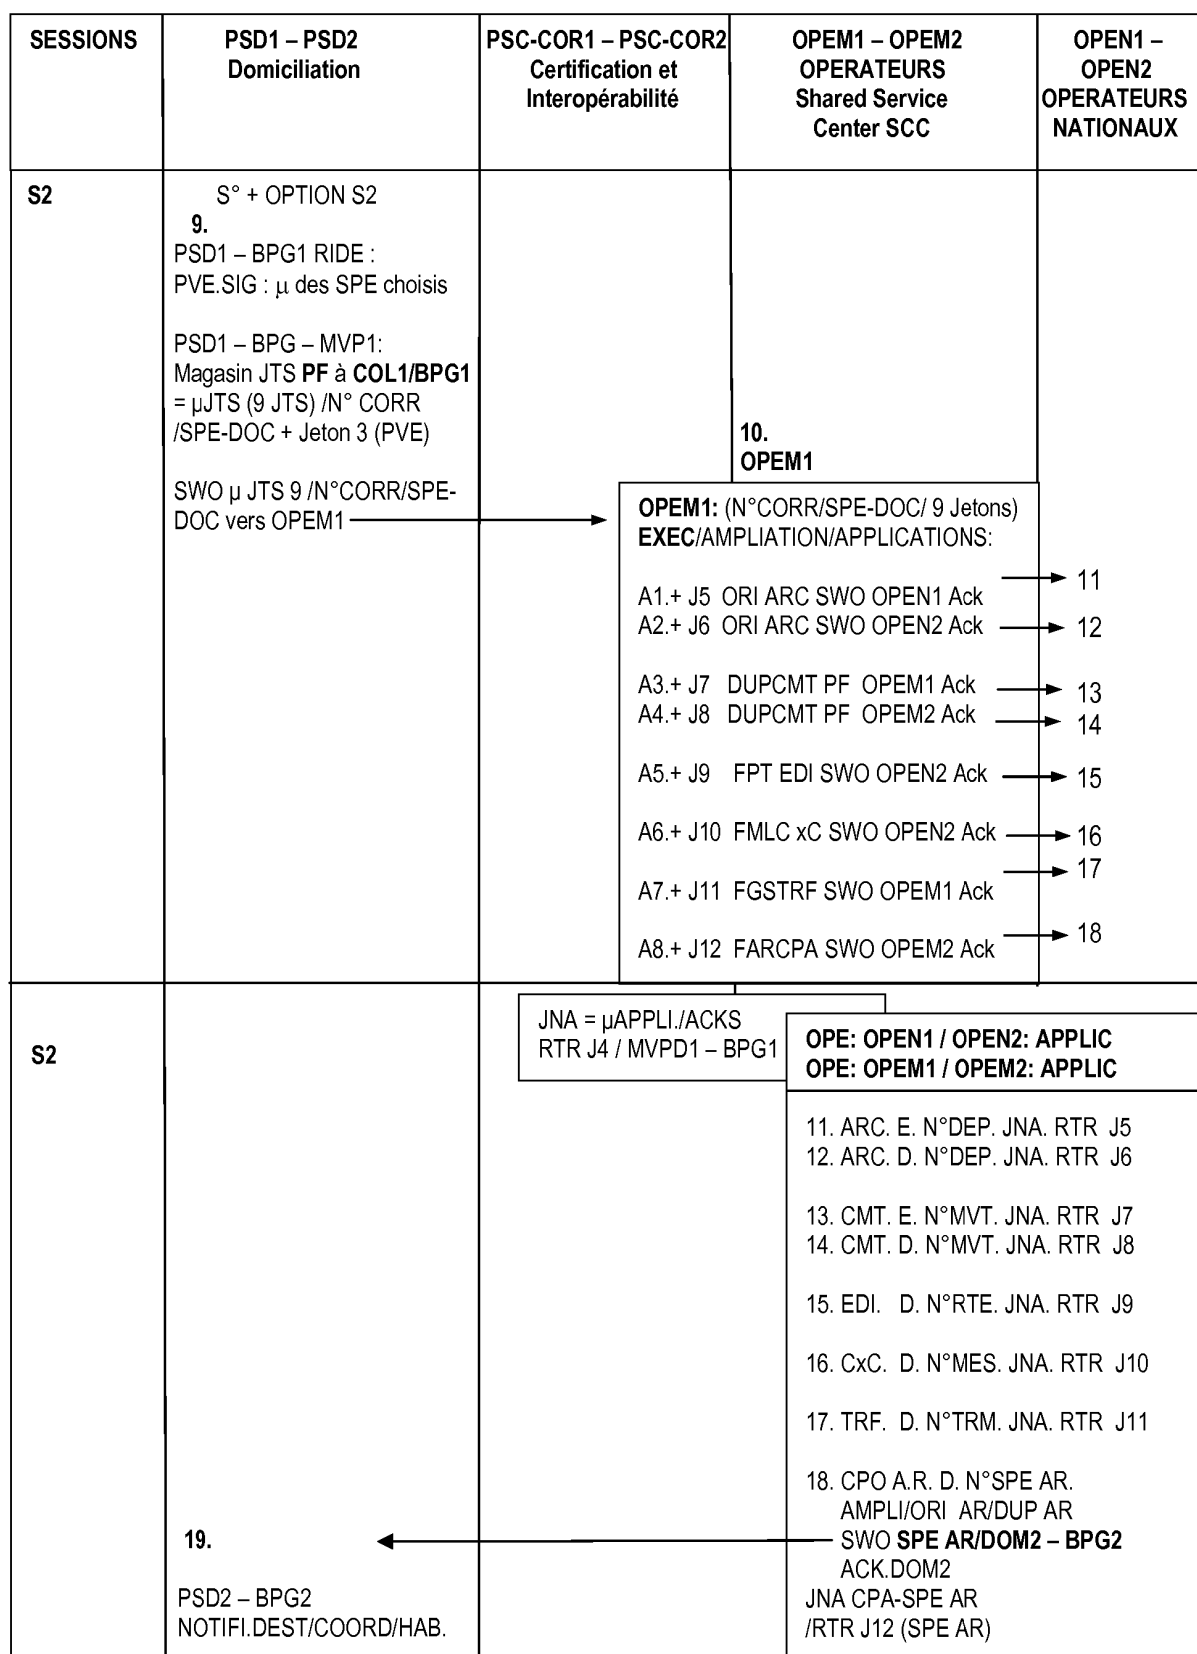 SESSIONS
PSD1 – PSD2
Domiciliation
PSC-COR1 – PSC-COR2
Certification et
Interopérabilité
OPEM1 – OPEM2
OPERATEURS
Shared Service
Center SCC
OPEN1 –
OPEN2
OPERATEURS
NATIONAUX
S2
S° + OPTION S2
9.
PSD1 – BPG1 RIDE :
PVE.SIG : µ des SPE choisis
PSD1 – BPG – MVP1:
Magasin JTS PF à COL1/BPG1
= µJTS (9 JTS) /N° CORR
/SPE-DOC + Jeton 3 (PVE)
SWO µ JTS 9 /N°CORR/SPE-
DOC vers OPEM1
10.
OPEM1
OPEM1: (N°CORR/SPE-DOC/ 9 Jetons)
EXEC/AMPLIATION/APPLICATIONS:
A1.+ J5 ORI ARC SWO OPEN1 Ack
11
A2.+ J6 ORI ARC SWO OPEN2 Ack
12
A3.+ J7 DUPCMT PF OPEM1 Ack
13
A4.+ J8 DUPCMT PF OPEM2 Ack
14
A5.+ J9 FPT EDI SWO OPEN2 Ack
15
A6.+ J10 FMLC xC SWO OPEN2 Ack
16
A7.+ J11 FGSTRF SWO OPEM1 Ack
17
A8.+ J12 FARCPA SWO OPEM2 Ack
18
S2
JNA = µAPPLI./ACKS
RTR J4 / MVPD1 – BPG1
OPE: OPEN1 / OPEN2: APPLIC
OPE: OPEM1 / OPEM2: APPLIC
11. ARC. E. N°DEP. JNA. RTR J5
12. ARC. D. N°DEP. JNA. RTR J6
13. CMT. E. N°MVT. JNA. RTR J7
14. CMT. D. N°MVT. JNA. RTR J8
15. EDI. D. N°RTE. JNA. RTR J9
16. CxC. D. N°MES. JNA. RTR J10
17. TRF. D. N°TRM. JNA. RTR J11
18. CPO A.R. D. N°SPE AR.
AMPLI/ORI AR/DUP AR
SWO SPE AR/DOM2 – BPG2
ACK.DOM2
JNA CPA-SPE AR
/RTR J12 (SPE AR)
19.
PSD2 – BPG2
NOTIFI.DEST/COORD/HAB.